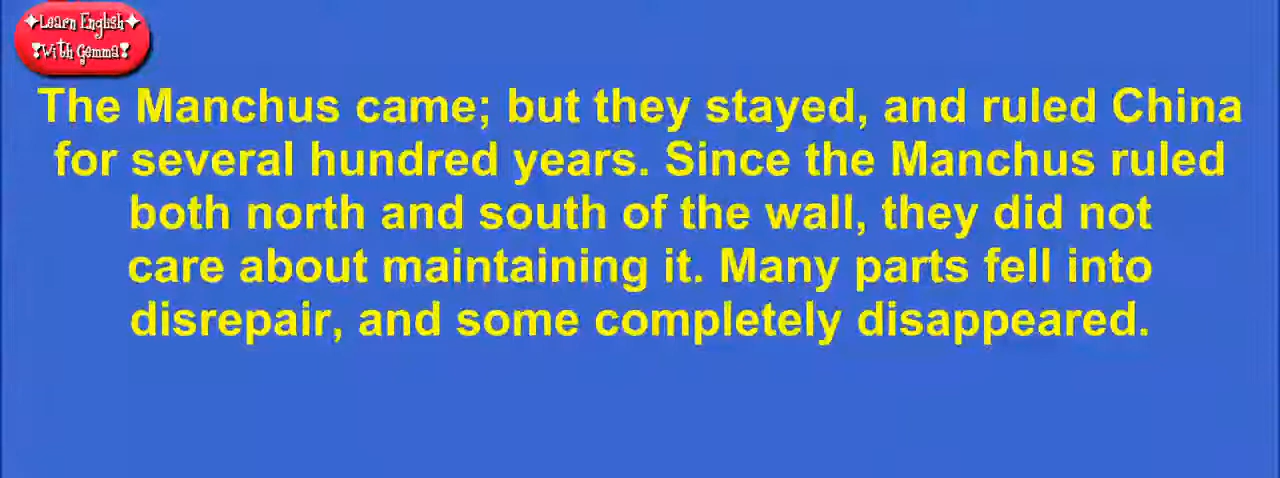 ✦Learn English✦
❣With Gemma❣
The Manchus came; but they stayed, and ruled China
for several hundred years. Since the Manchus ruled
both north and south of the wall, they did not
care about maintaining it. Many parts fell into
disrepair, and some completely disappeared.